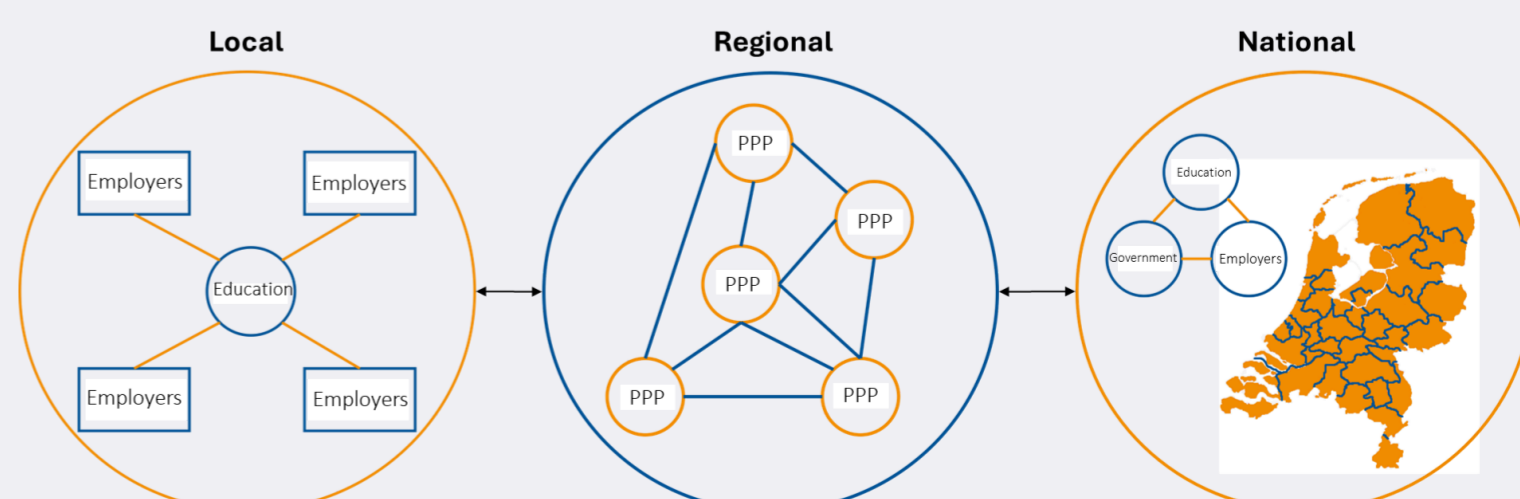 Local
Regional
National
Employers
Employers
Education
Employers
Employers
PPP
PPP
PPP
PPP
PPP
Education
Government
Employers